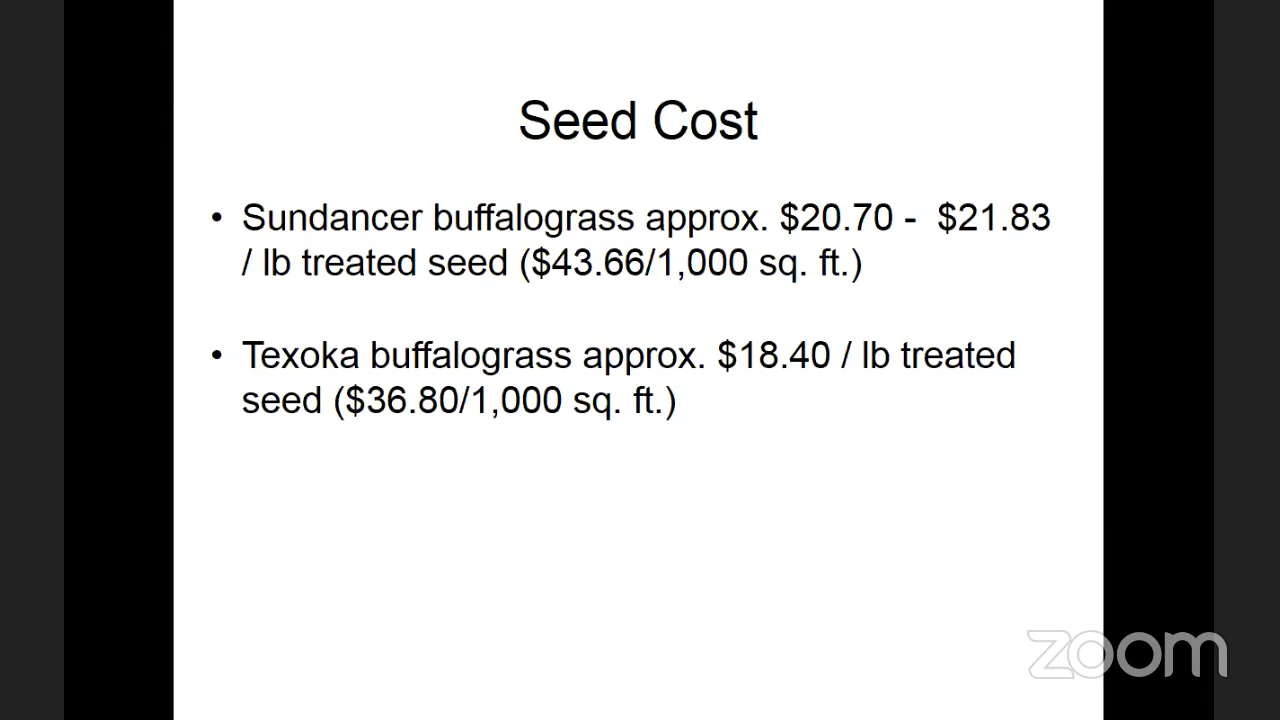 Seed Cost
• Sundancer buffalograss approx. $20.70 -  $21.83
/ lb treated seed ($43.66/1,000 sq. ft.)
• Texoka buffalograss approx. $18.40 / lb treated
seed ($36.80/1,000 sq. ft.)
zoom